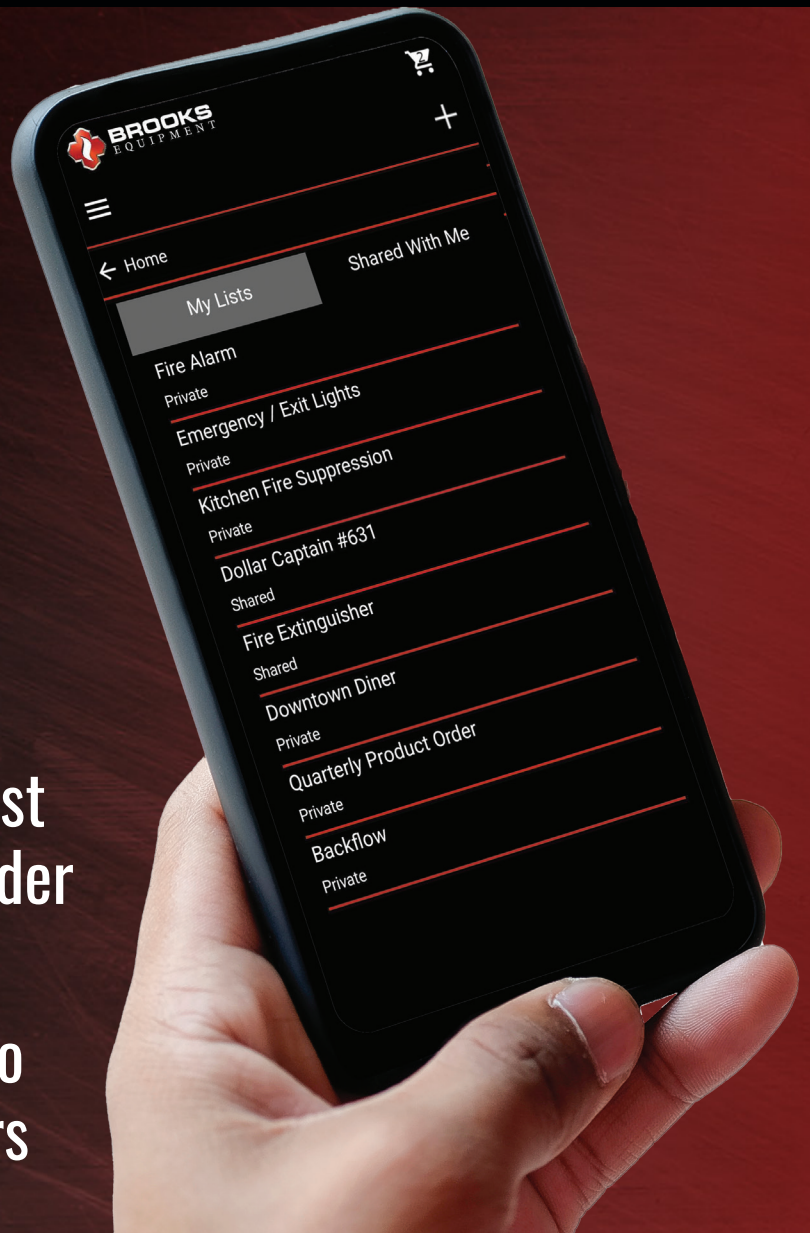 2
BROOKS
EQUIPMENT
Home
My Lists
Shared With Me
Fire Alarm
Private
Emergency / Exit Lights
Private
Kitchen Fire Suppression
Private
Dollar Captain #631
Shared
Fire Extinguisher
Shared
Downtown Diner
Private
Quarterly Product Order
Private
Backflow
Private